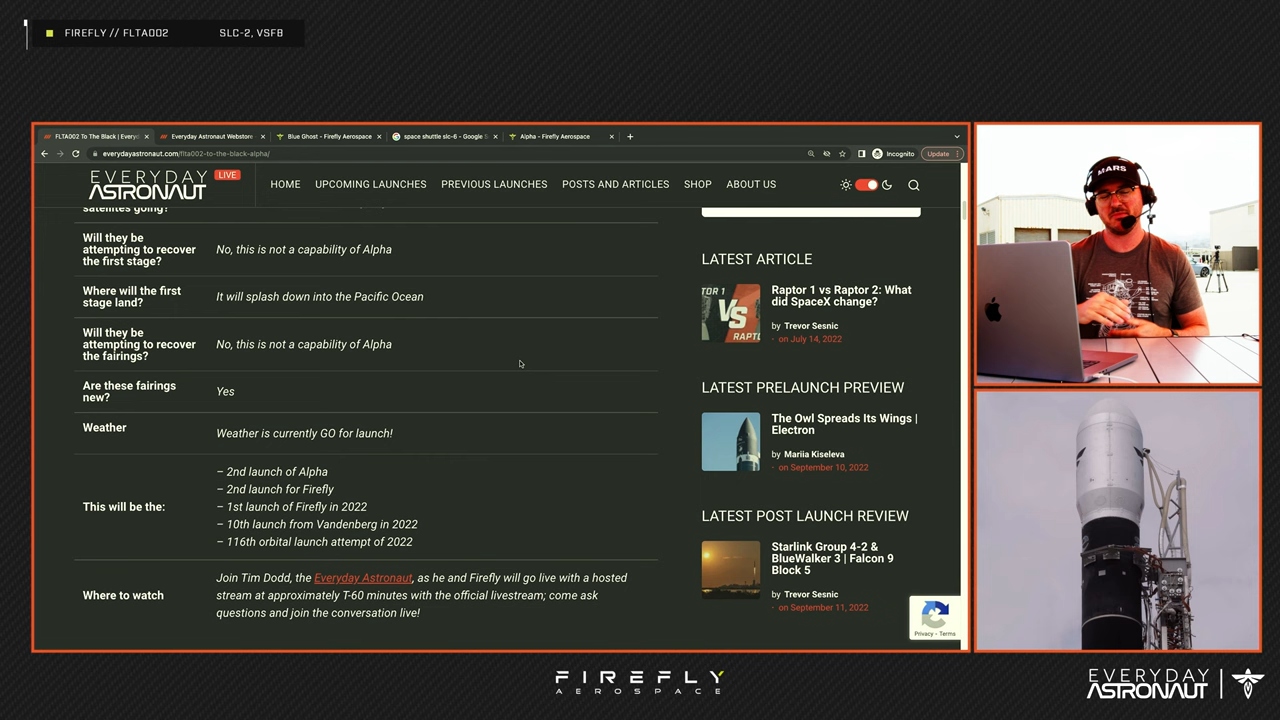 FIREFLY // FLTA002
SLC-2, VSFB
FLTA002 To The Black | Every
Everyday Astronaut Webstore
Blue Ghost - Firefly Aerospace
space shuttle slc-6 - Google S
Alpha - Firefly Aerospace
everydayastronaut.com/flta002-to-the-black-alpha/
Incognito
Update
EVERYDAY
ASTRONAUT
LIVE
HOME
UPCOMING LAUNCHES
PREVIOUS LAUNCHES
POSTS AND ARTICLES
SHOP
ABOUT US
satellites going?
Will they be
attempting to recover
the first stage?
No, this is not a capability of Alpha
Where will the first
stage land?
It will splash down into the Pacific Ocean
Will they be
attempting to recover
the fairings?
No, this is not a capability of Alpha
Are these fairings
new?
Yes
Weather
Weather is currently GO for launch!
This will be the:
– 2nd launch of Alpha
– 2nd launch for Firefly
– 1st launch of Firefly in 2022
– 10th launch from Vandenberg in 2022
– 116th orbital launch attempt of 2022
Where to watch
Join Tim Dodd, the Everyday Astronaut, as he and Firefly will go live with a hosted
stream at approximately T-60 minutes with the official livestream; come ask
questions and join the conversation live!
LATEST ARTICLE
TOR 1
VS
RAPTO
Raptor 1 vs Raptor 2: What
did SpaceX change?
by Trevor Sesnic
- on July 14, 2022
LATEST PRELAUNCH PREVIEW
The Owl Spreads Its Wings |
Electron
by Mariia Kiseleva
- on September 10, 2022
LATEST POST LAUNCH REVIEW
Starlink Group 4-2 &
BlueWalker 3 | Falcon 9
Block 5
by Trevor Sesnic
- on September 11, 2022
Privacy - Terms
MARS
FIREFLY
AEROSPACE
EVERYDAY
ASTRONAUT